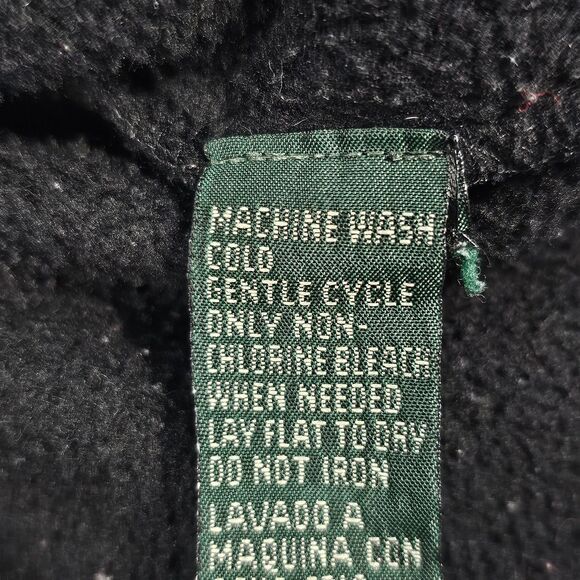 MACHINE WASH
COLD
GENTLE CYCLE
ONLY NON-
CHLORINE BLEACH
WHEN NEEDED
LAY FLAT TO DRY
DO NOT IRON
LAVADO A
MAQUINA CON